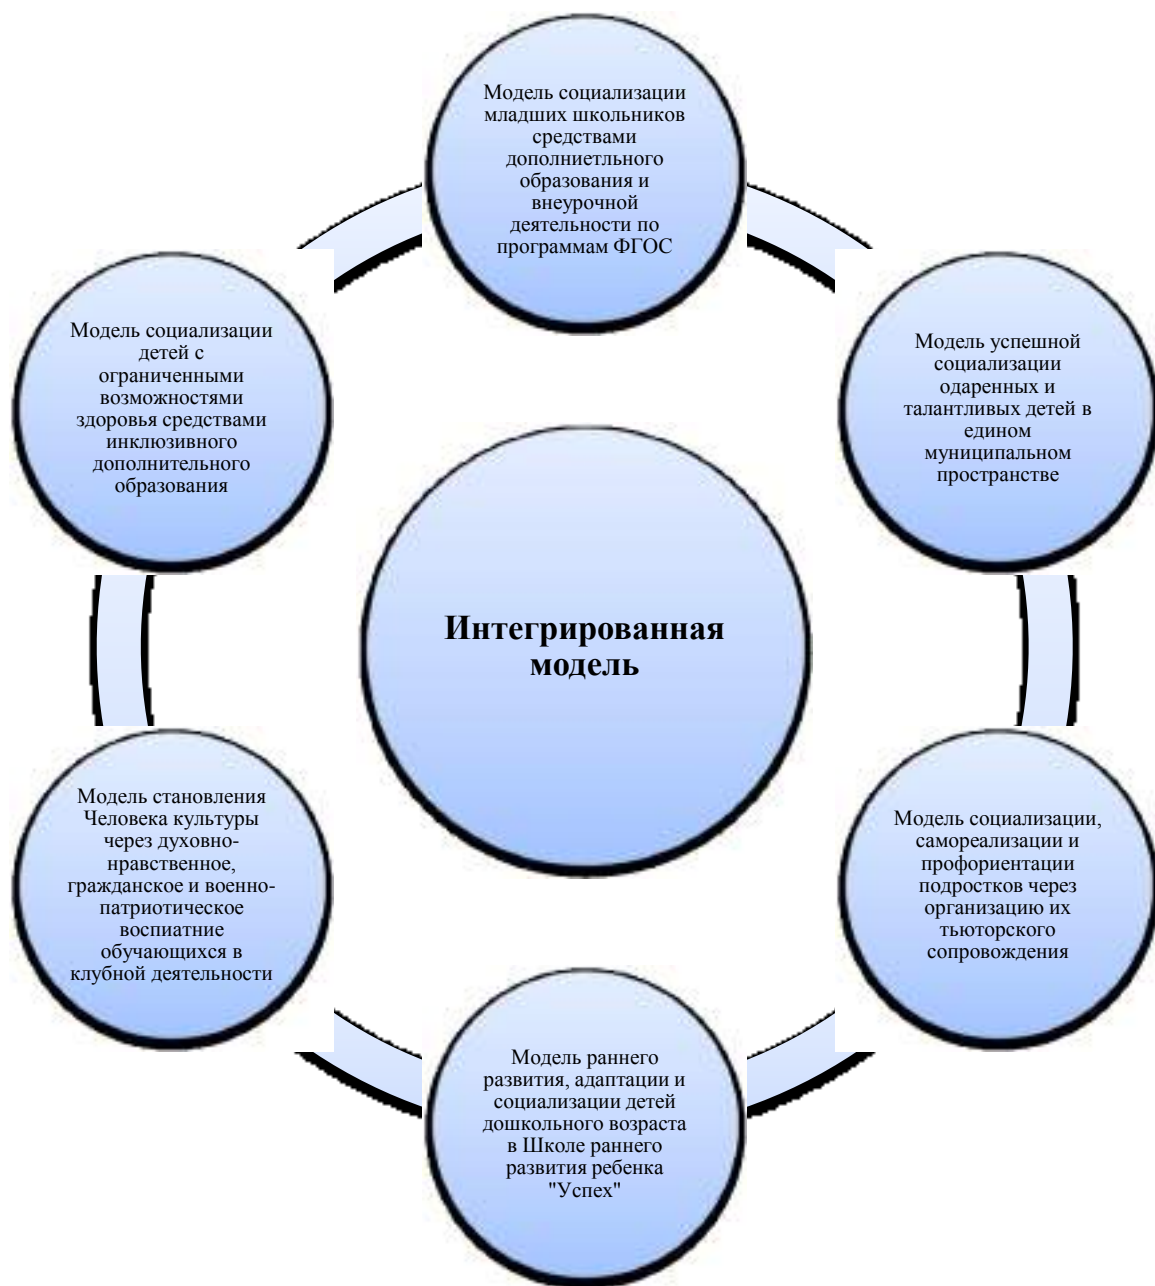 Модель социализации
младших школьников
средствами
дополниетльного
образования и
внеурочной
деятельности по
программам ФГОС
Модель социализации
детей с
ограниченными
возможностями
здоровья средствами
инклюзивного
дополнительного
образования
Модель успешной
социализации
одаренных и
талантливых детей в
едином
муниципальном
пространстве
Интегрированная
модель
Модель становления
Человека культуры
через духовно-
нравственное,
гражданское и военно-
патриотическое
воспиатние
обучающихся в
клубной деятельности
Модель социализации,
самореализации и
профориентации
подростков через
организацию их
тьюторского
сопровождения
Модель раннего
развития, адаптации и
социализации детей
дошкольного возраста
в Школе раннего
развития ребенка
"Успех"